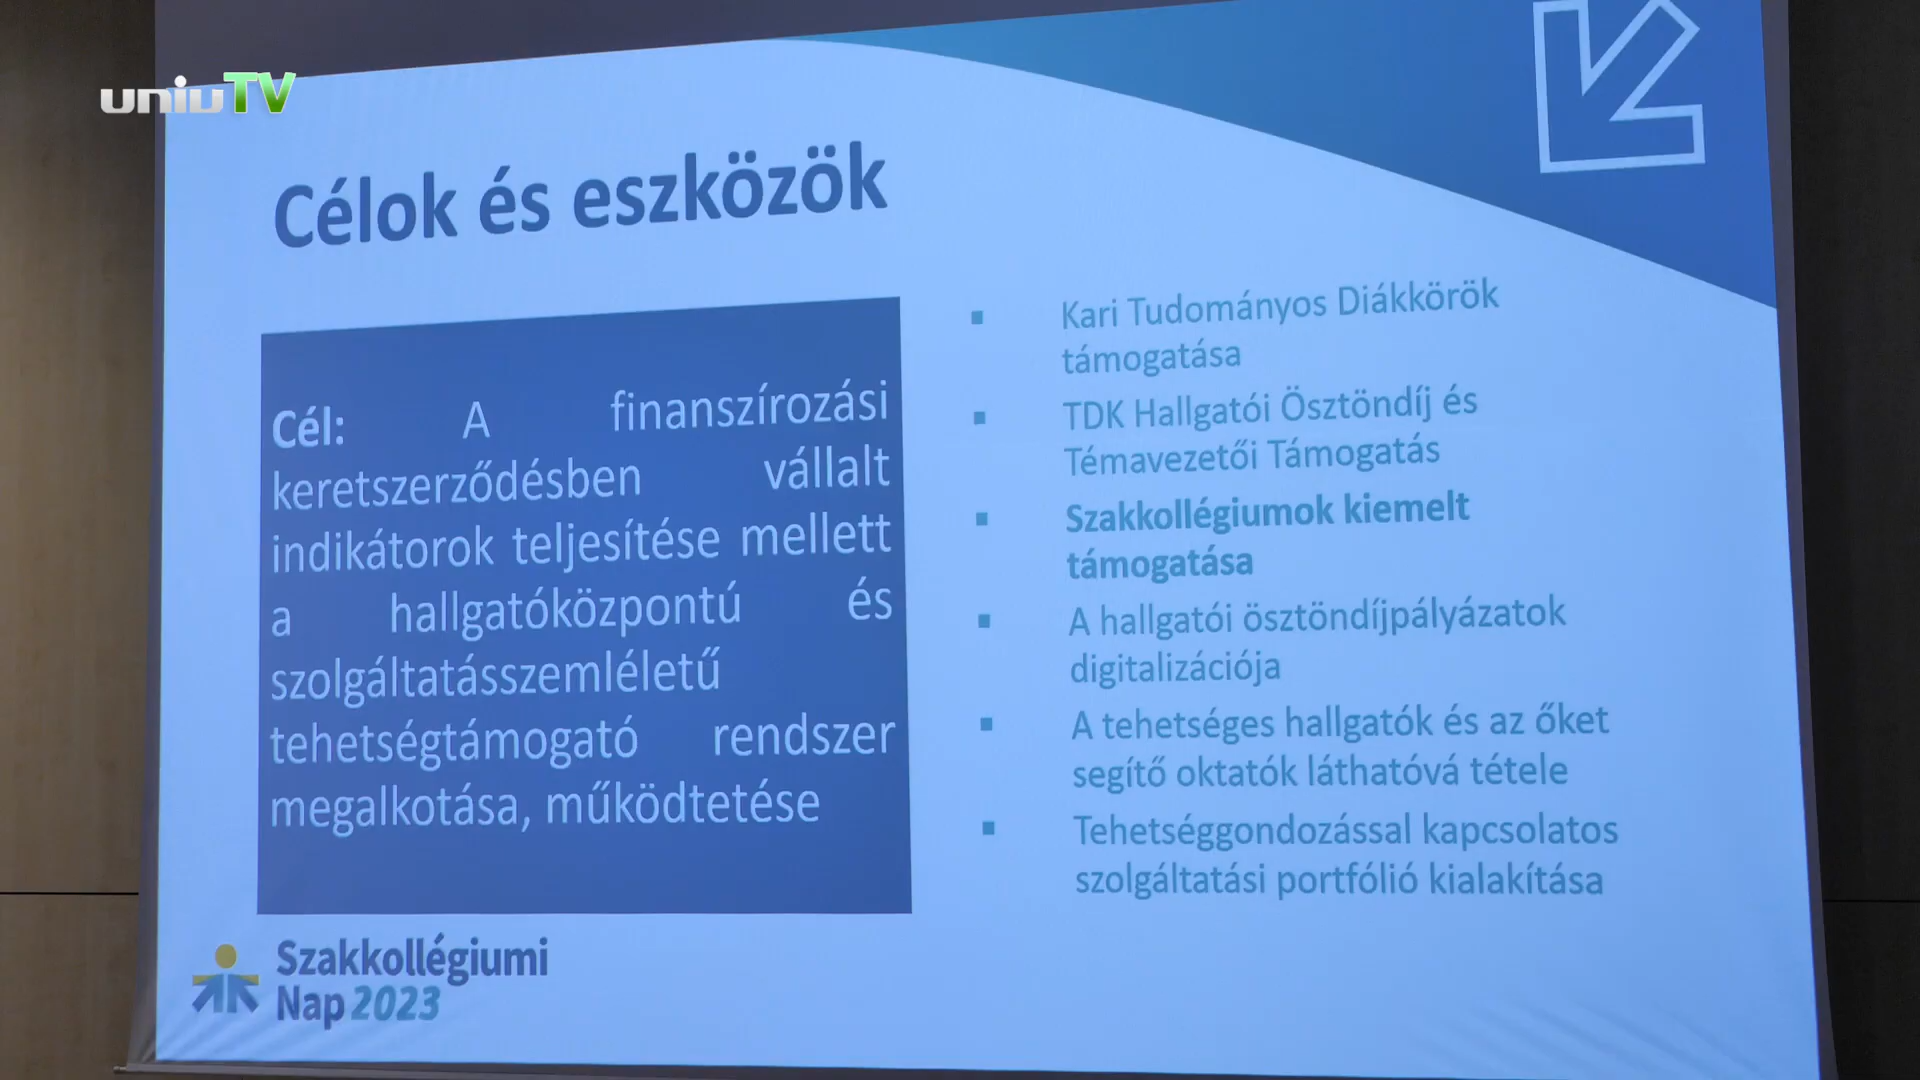 uniuTV
Célok és eszközök
Cél: A finanszírozási
keretszerződésben vállalt
indikátorok teljesítése mellett
a hallgatóközpontú és
szolgáltatásszemléletű
tehetségtámogató rendszer
megalkotása, működtetése
▪ Kari Tudományos Diákkörök
támogatása
▪ TDK Hallgatói Ösztöndíj és
Témavezetői Támogatás
▪ Szakkollégiumok kiemelt
támogatása
▪ A hallgatói ösztöndíjpályázatok
digitalizációja
▪ A tehetséges hallgatók és az őket
segítő oktatók láthatóvá tétele
▪ Tehetséggondozással kapcsolatos
szolgáltatási portfólió kialakítása
Szakkollégiumi
Nap 2023